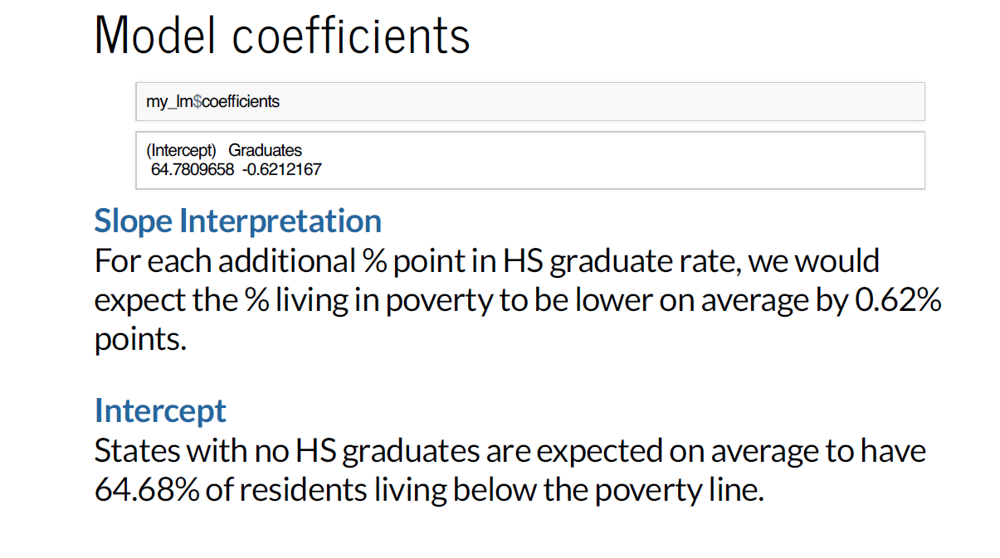 Model coefficients
my_lm$coefficients
(Intercept) Graduates
64.7809658 -0.6212167
Slope Interpretation
For each additional % point in HS graduate rate, we would
expect the % living in poverty to be lower on average by 0.62%
points.
Intercept
States with no HS graduates are expected on average to have
64.68% of residents living below the poverty line.